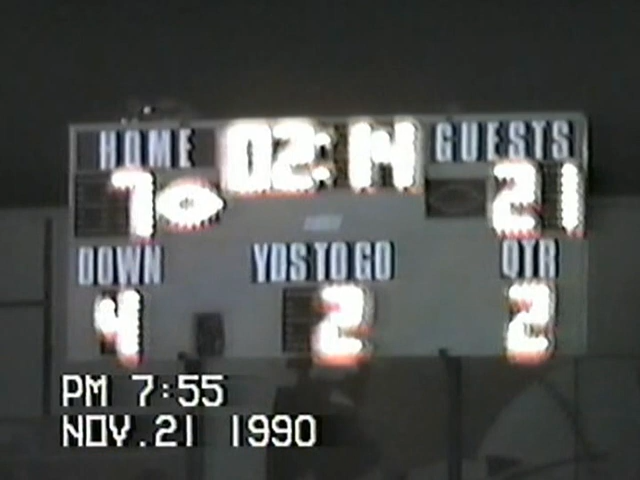 HOME 02:14 GUESTS
7 21
DOWN YDS TO GO QTR
4 2 2
PM 7:55
NOV.21 1990